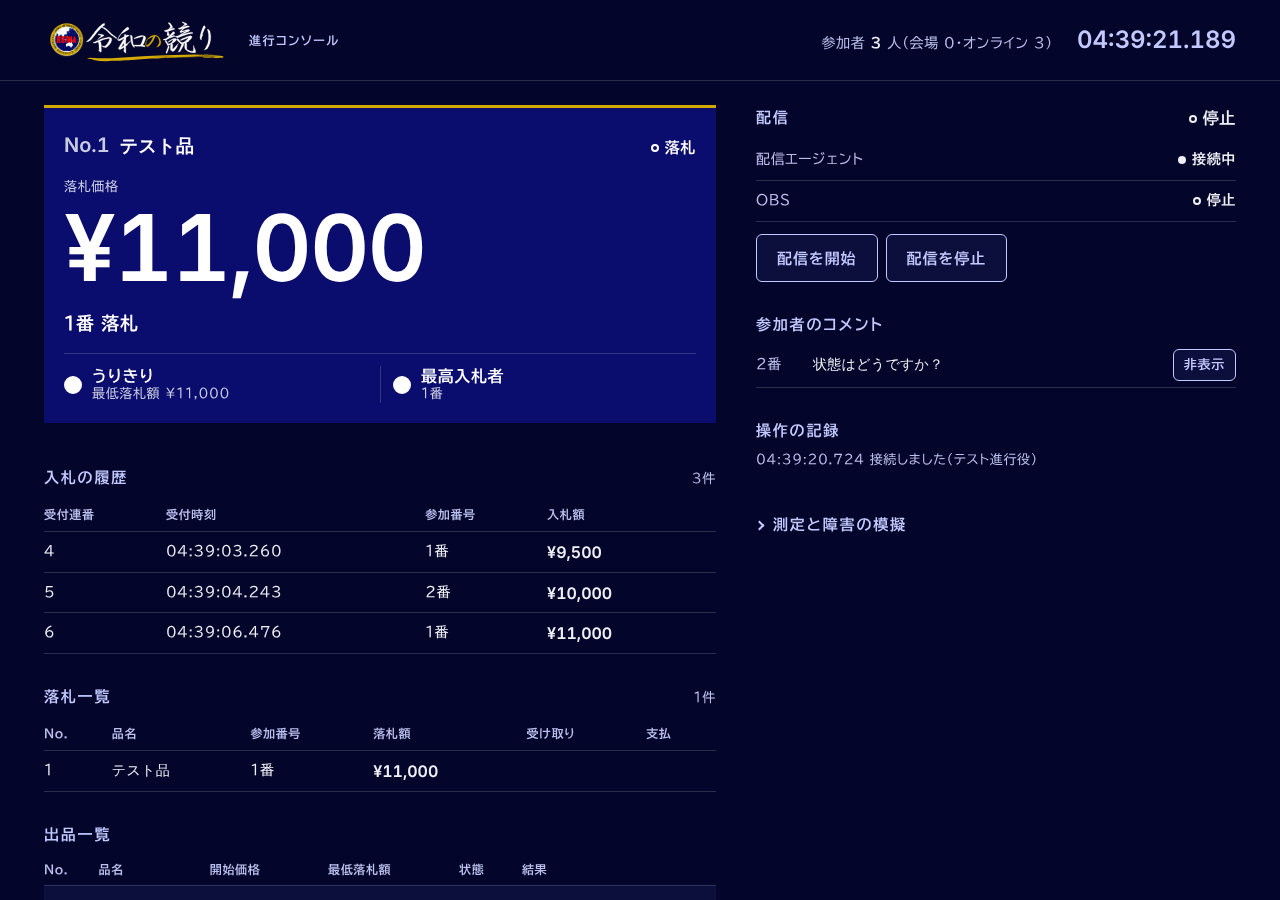 令和の競り
進行コンソール
参加者 3 人(会場 0・オンライン 3)
04:39:21.189
No.1 テスト品
落札
落札価格
¥11,000
1番 落札
うりきり
最低落札額 ¥11,000
最高入札者
1番
入札の履歴
3件
受付連番 受付時刻 参加番号 入札額
4 04:39:03.260 1番 ¥9,500
5 04:39:04.243 2番 ¥10,000
6 04:39:06.476 1番 ¥11,000
落札一覧
1件
No. 品名 参加番号 落札額 受け取り 支払
1 テスト品 1番 ¥11,000
出品一覧
No. 品名 開始価格 最低落札額 状態 結果
配信
停止
配信エージェント 接続中
OBS 停止
配信を開始 配信を停止
参加者のコメント
2番 状態はどうですか? 非表示
操作の記録
04:39:20.724 接続しました(テスト進行役)
測定と障害の模擬